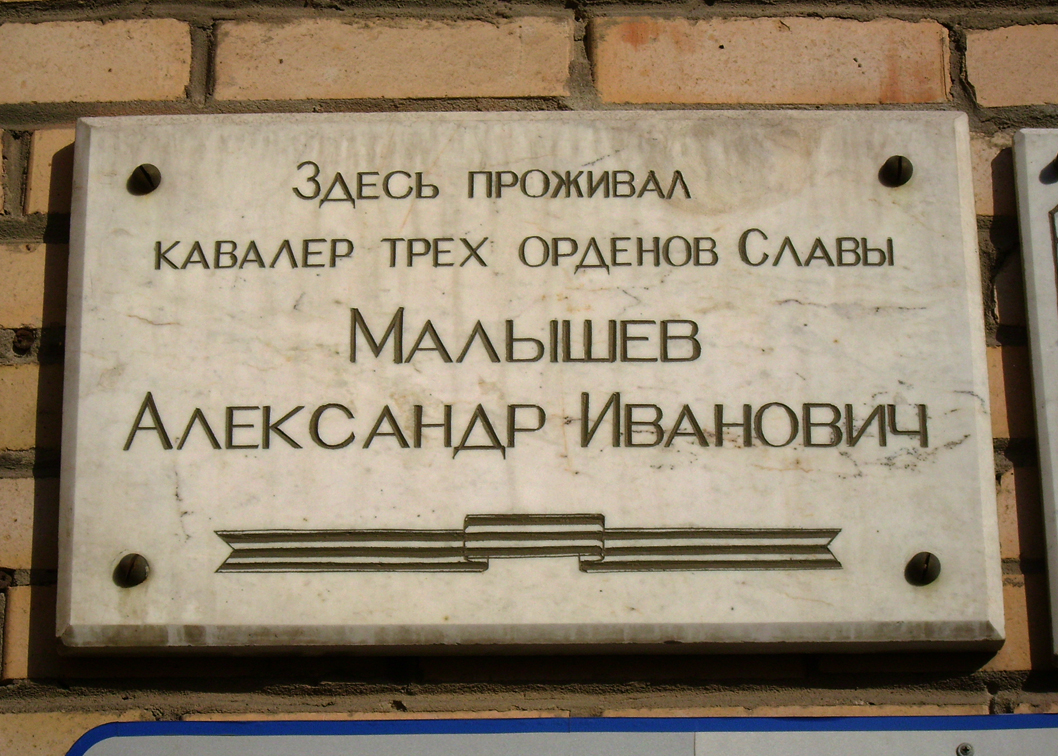 Здесь проживал
кавалер трех орденов Славы
Малышев
Александр Иванович